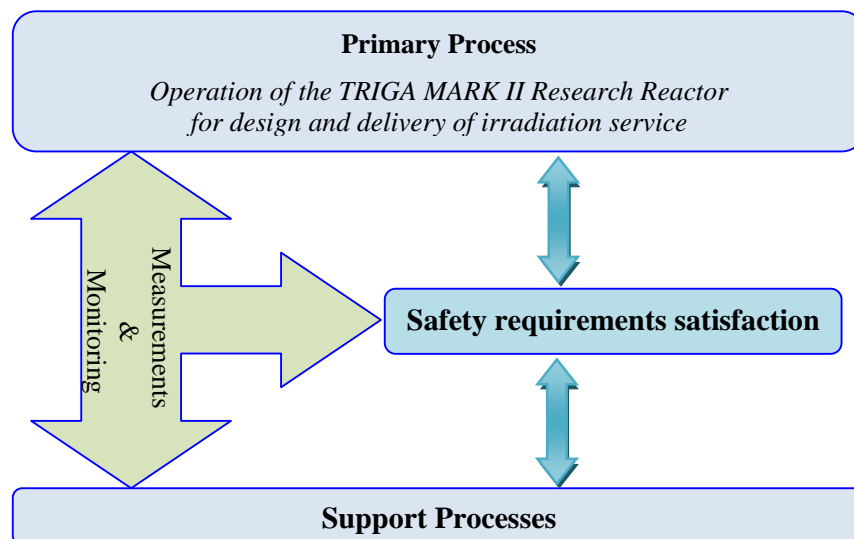 Primary Process
Operation of the TRIGA MARK II Research Reactor
for design and delivery of irradiation service
Measurements
&
Monitoring
Safety requirements satisfaction
Support Processes